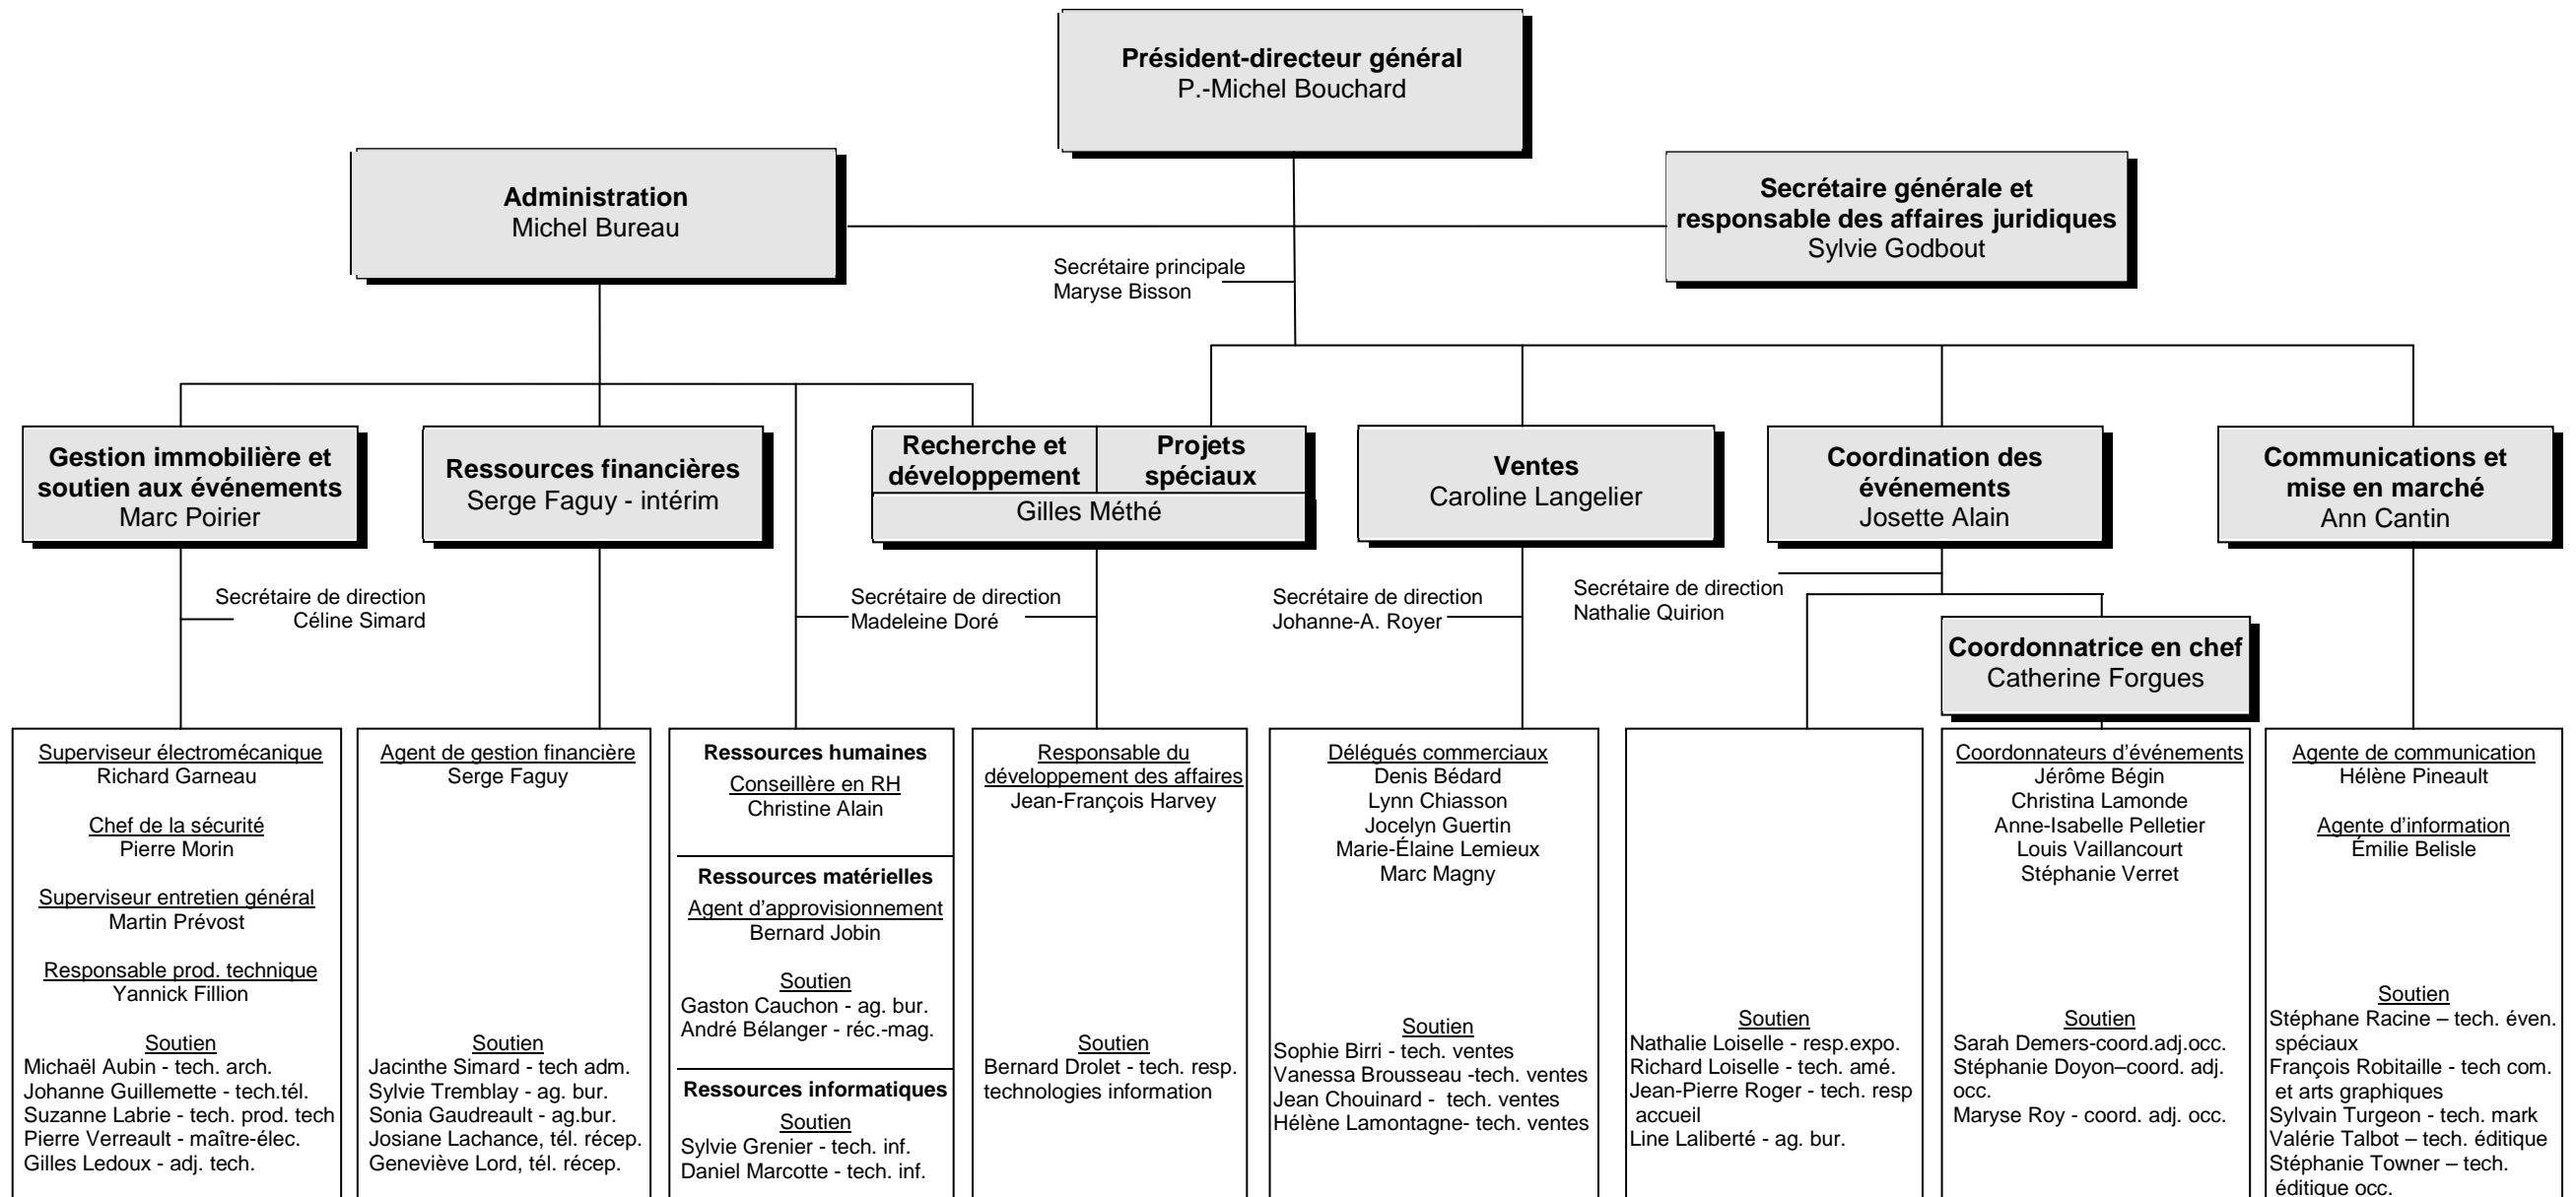 Président-directeur général
P.-Michel Bouchard
Administration
Michel Bureau
Secrétaire générale et
responsable des affaires juridiques
Sylvie Godbout
Secrétaire principale
Maryse Bisson
Gestion immobilière et
soutien aux événements
Marc Poirier
Ressources financières
Serge Faguy - intérim
Recherche et
développement
Projets
spéciaux
Gilles Méthé
Ventes
Caroline Langelier
Coordination des
événements
Josette Alain
Communications et
mise en marché
Ann Cantin
Secrétaire de direction
Céline Simard
Secrétaire de direction
Madeleine Doré
Secrétaire de direction
Johanne-A. Royer
Secrétaire de direction
Nathalie Quirion
Coordonnatrice en chef
Catherine Forgues
Superviseur électromécanique
Richard Garneau
Chef de la sécurité
Pierre Morin
Superviseur entretien général
Martin Prévost
Responsable prod. technique
Yannick Fillion
Soutien
Michaël Aubin - tech. arch.
Johanne Guillemette - tech.tél.
Suzanne Labrie - tech. prod. tech
Pierre Verreault - maître-élec.
Gilles Ledoux - adj. tech.
Agent de gestion financière
Serge Faguy
Soutien
Jacinthe Simard - tech adm.
Sylvie Tremblay - ag. bur.
Sonia Gaudreault - ag.bur.
Josiane Lachance, tél. récep.
Geneviève Lord, tél. récep.
Ressources humaines
Conseillère en RH
Christine Alain
Ressources matérielles
Agent d'approvisionnement
Bernard Jobin
Soutien
Gaston Cauchon - ag. bur.
André Bélanger - réc.-mag.
Ressources informatiques
Soutien
Sylvie Grenier - tech. inf.
Daniel Marcotte - tech. inf.
Responsable du
développement des affaires
Jean-François Harvey
Soutien
Bernard Drolet - tech. resp.
technologies information
Délégués commerciaux
Denis Bédard
Lynn Chiasson
Jocelyn Guertin
Marie-Élaine Lemieux
Marc Magny
Soutien
Sophie Birri - tech. ventes
Vanessa Brousseau -tech. ventes
Jean Chouinard - tech. ventes
Hélène Lamontagne- tech. ventes
Soutien
Nathalie Loiselle - resp.expo.
Richard Loiselle - tech. amé.
Jean-Pierre Roger - tech. resp
accueil
Line Laliberté - ag. bur.
Coordonnateurs d'événements
Jérôme Bégin
Christina Lamonde
Anne-Isabelle Pelletier
Louis Vaillancourt
Stéphanie Verret
Soutien
Sarah Demers-coord.adj.occ.
Stéphanie Doyon–coord. adj.
occ.
Maryse Roy - coord. adj. occ.
Agente de communication
Hélène Pineault
Agente d'information
Émilie Belisle
Soutien
Stéphane Racine – tech. éven.
spéciaux
François Robitaille - tech com.
et arts graphiques
Sylvain Turgeon - tech. mark
Valérie Talbot – tech. éditique
Stéphanie Towner – tech.
éditique occ.